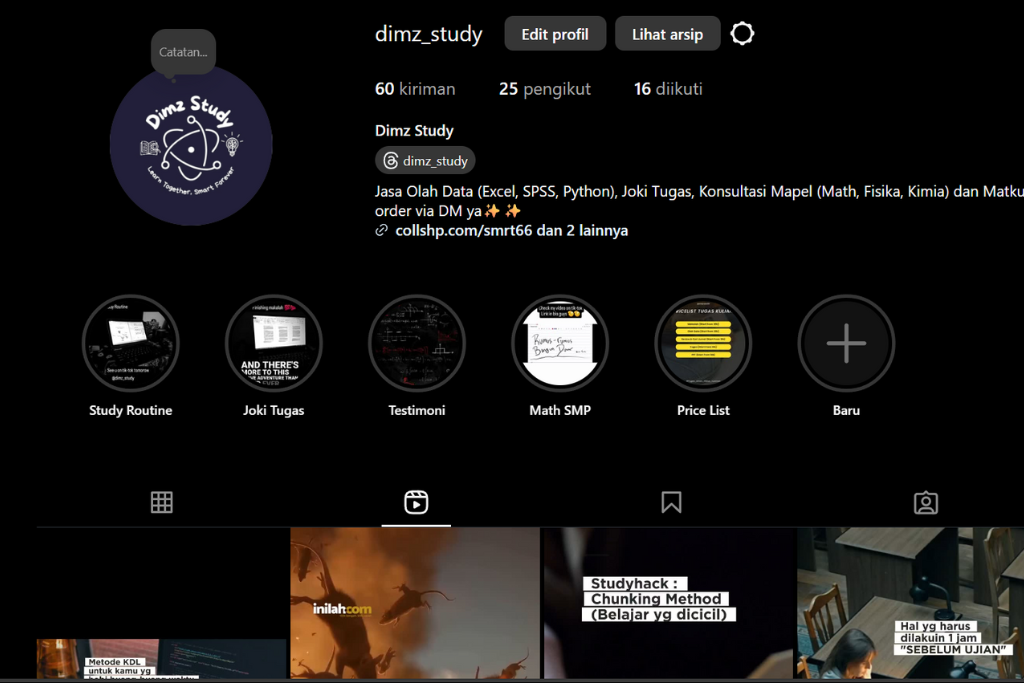 Catatan...
Dimz Study
Learn Together, Smart Forever
dimz_study
Edit profil
Lihat arsip
60 kiriman
25 pengikut
16 diikuti
Dimz Study
dimz_study
Jasa Olah Data (Excel, SPSS, Python), Joki Tugas, Konsultasi Mapel (Math, Fisika, Kimia) dan Matku
order via DM ya✨ ✨
collshp.com/smrt66 dan 2 lainnya
AND THERE'S
MORE TO THIS
Study Routine
Joki Tugas
Testimoni
Math SMP
Price List
Baru
Metode KDL
untuk kamu yg
inilah.com
Studyhack :
Chunking Method
(Belajar yg dicicil)
Hal yg harus
dilakuin 1 jam
"SEBELUM UJIAN"